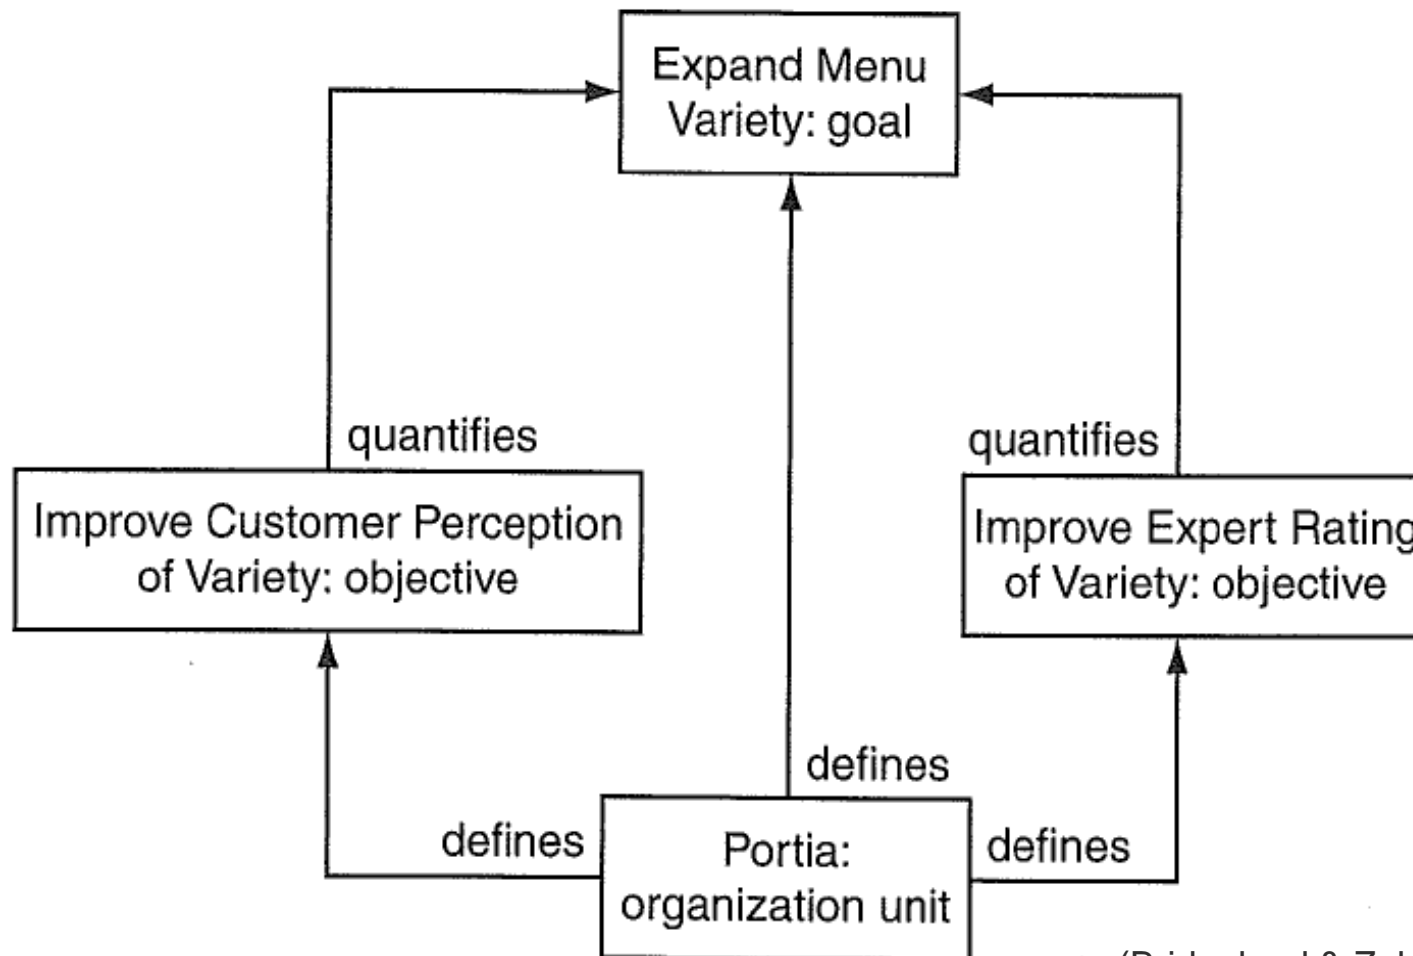 Expand Menu
Variety: goal
quantifies
quantifies
Improve Customer Perception
of Variety: objective
Improve Expert Rating
of Variety: objective
defines
defines
defines
Portia:
organization unit